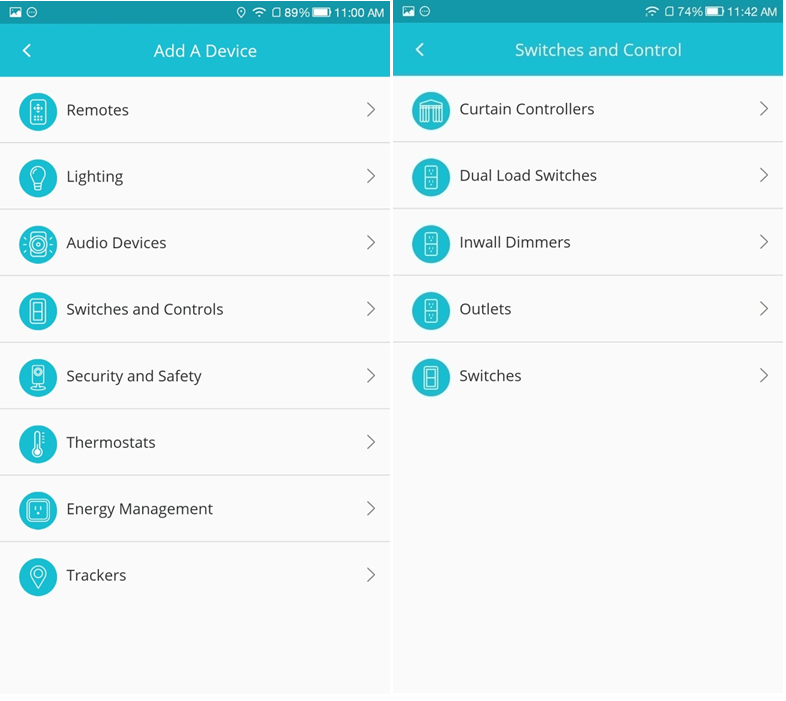 89% 11:00 AM
Add A Device
Remotes
Lighting
Audio Devices
Switches and Controls
Security and Safety
Thermostats
Energy Management
Trackers
74% 11:42 AM
Switches and Control
Curtain Controllers
Dual Load Switches
Inwall Dimmers
Outlets
Switches